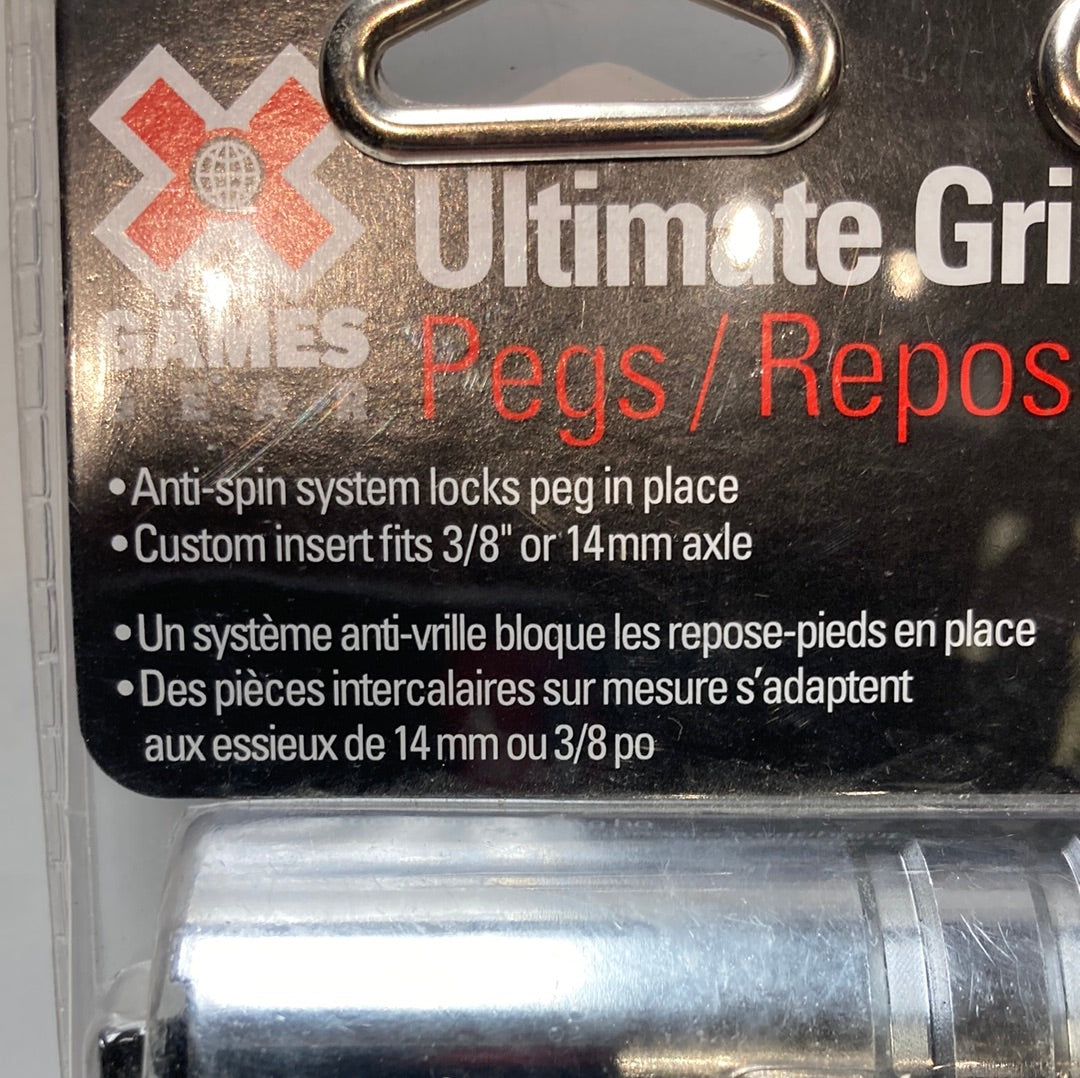 Ultimate Gri
Pegs / Repos
GAMES
GEAR
•Anti-spin system locks peg in place
•Custom insert fits 3/8" or 14mm axle
•Un système anti-vrille bloque les repose-pieds en place
•Des pièces intercalaires sur mesure s'adaptent
aux essieux de 14 mm ou 3/8 po